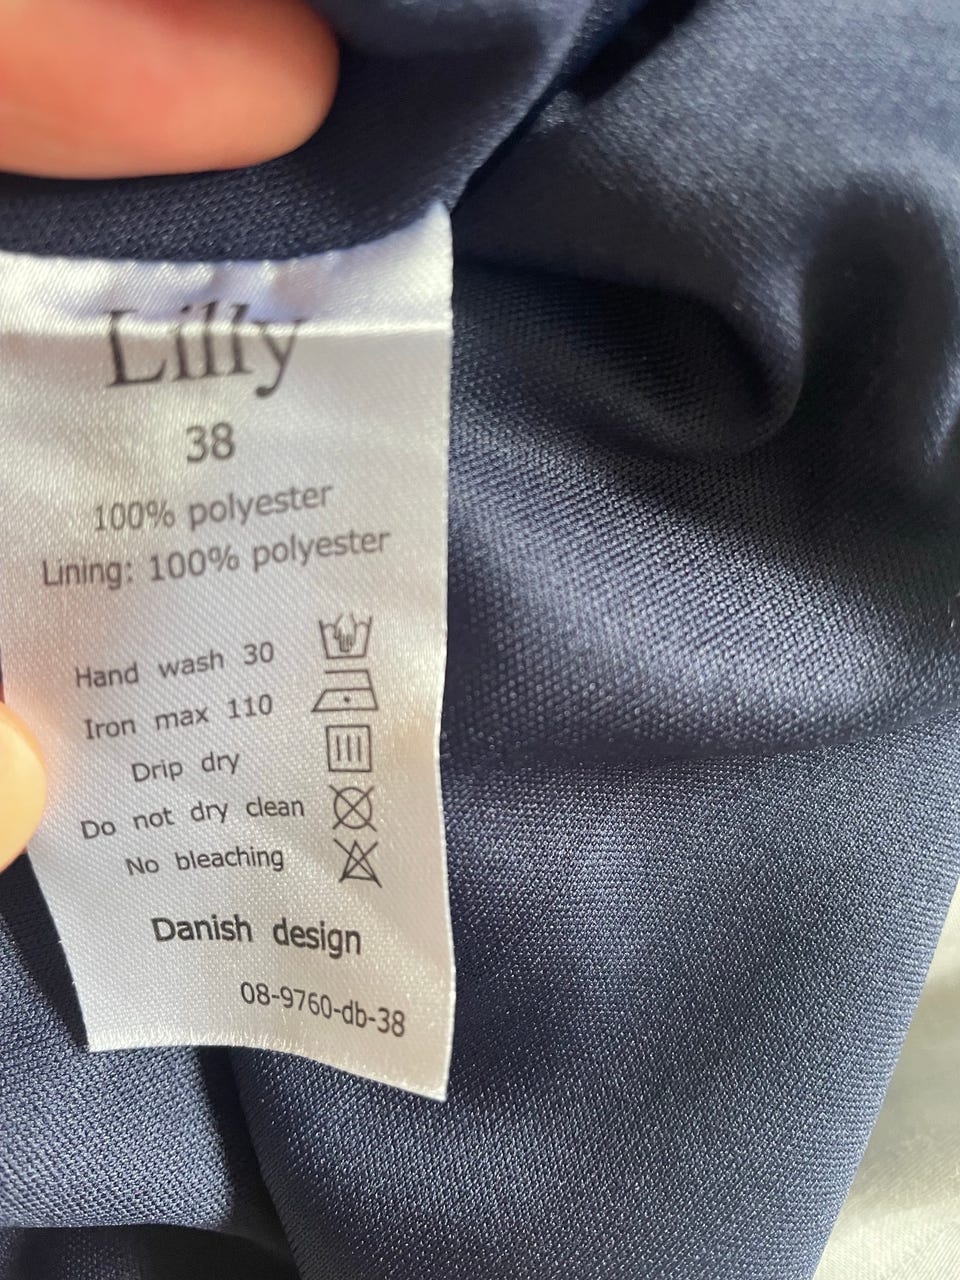 Lilly
38
100% polyester
Lining: 100% polyester
Hand wash 30
Iron max 110
Drip dry
Do not dry clean
No bleaching
Danish design
08-9760-db-38